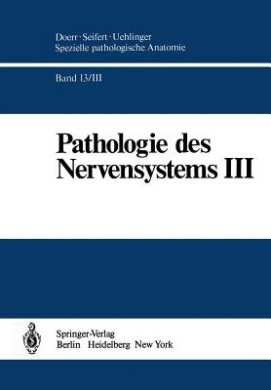 Doerr · Seifert · Uehlinger
Spezielle pathologische Anatomie
Band 13/III
Pathologie des
Nervensystems III
Springer-Verlag
Berlin Heidelberg New York